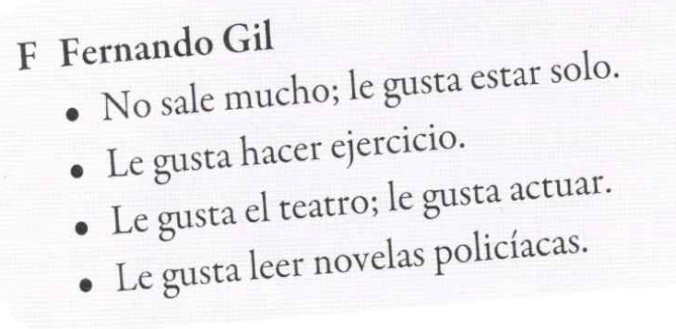 F Fernando Gil
• No sale mucho; le gusta estar solo.
• Le gusta hacer ejercicio.
• Le gusta el teatro; le gusta actuar.
• Le gusta leer novelas policíacas.